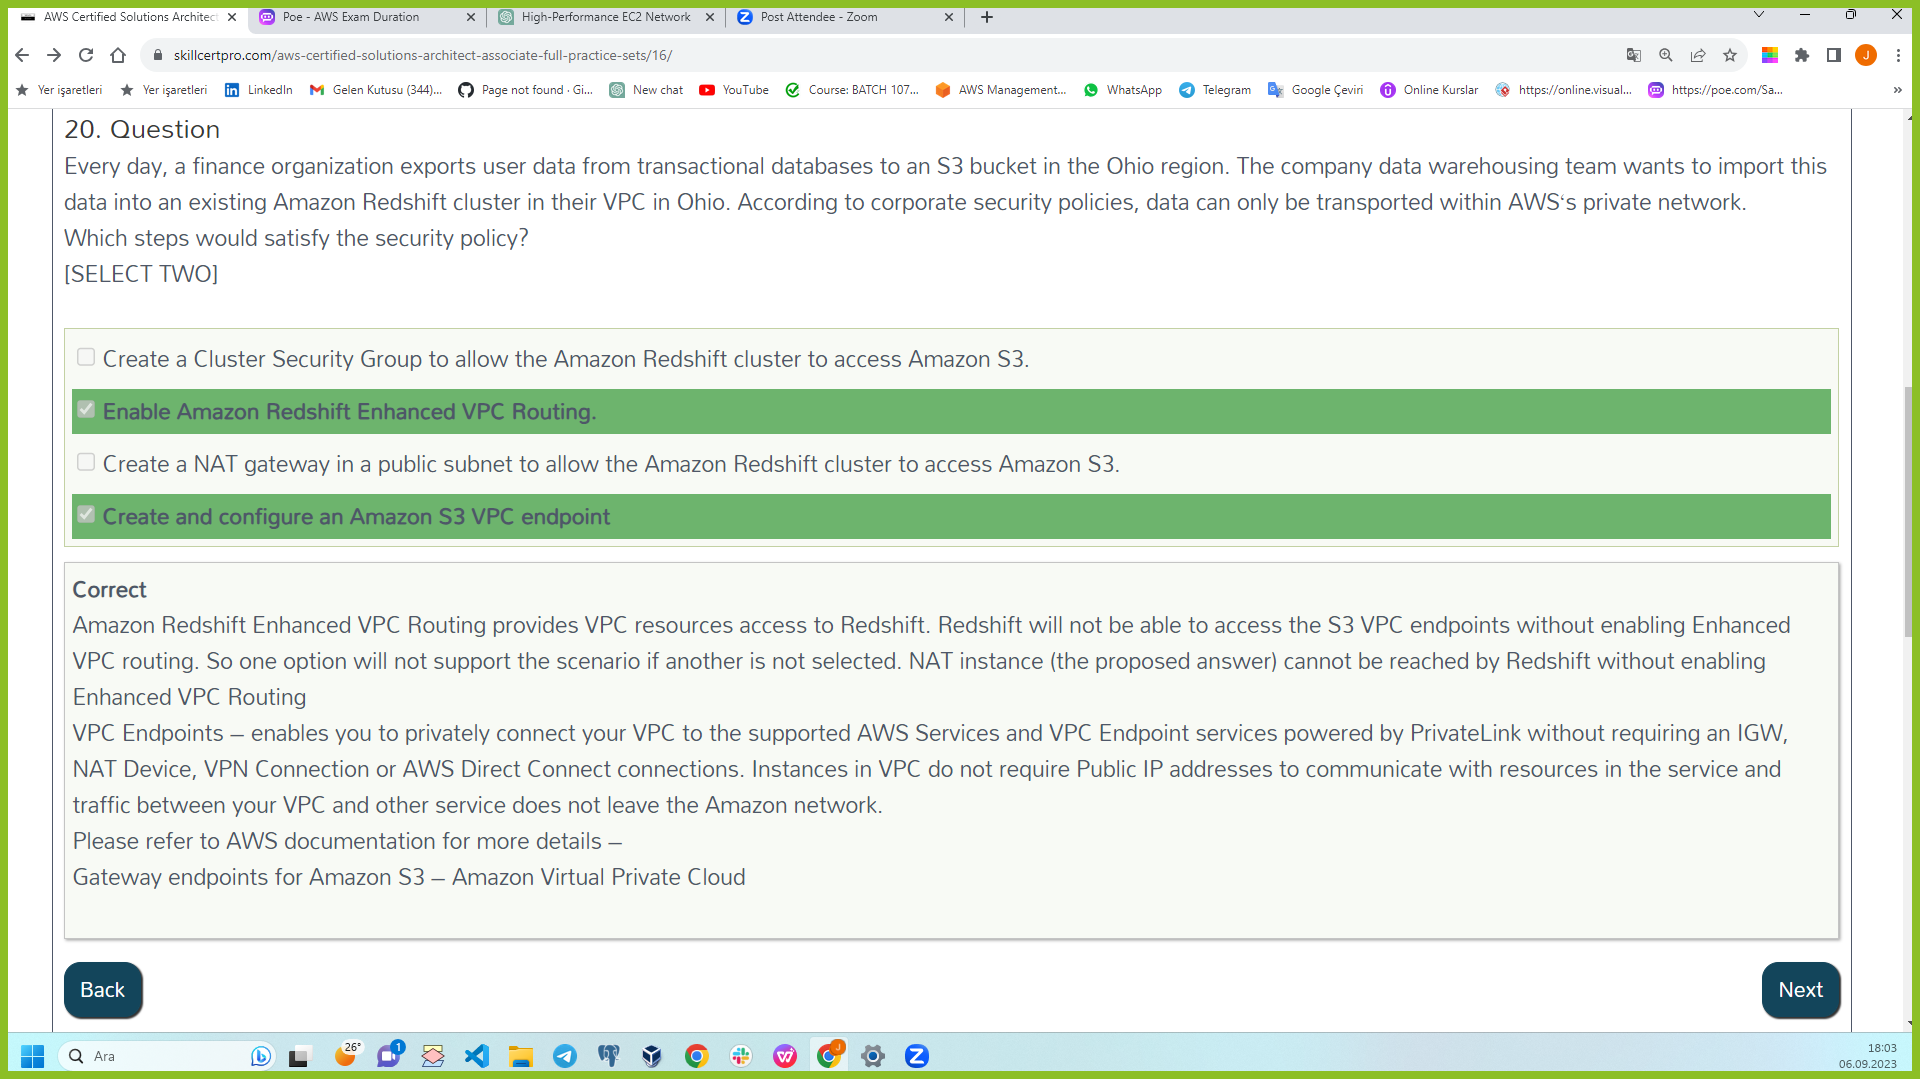 AWS Certified Solutions Architect
Poe - AWS Exam Duration
High-Performance EC2 Network
Post Attendee - Zoom
skillcertpro.com/aws-certified-solutions-architect-associate-full-practice-sets/16/
J
Yer işaretleri
Yer işaretleri
LinkedIn
Gelen Kutusu (344)...
Page not found · Gi...
New chat
YouTube
Course: BATCH 107...
AWS Management...
WhatsApp
Telegram
Google Çeviri
Online Kurslar
https://online.visual...
https://poe.com/Sa...
20. Question
Every day, a finance organization exports user data from transactional databases to an S3 bucket in the Ohio region. The company data warehousing team wants to import this
data into an existing Amazon Redshift cluster in their VPC in Ohio. According to corporate security policies, data can only be transported within AWS‘s private network.
Which steps would satisfy the security policy?
[SELECT TWO]
Create a Cluster Security Group to allow the Amazon Redshift cluster to access Amazon S3.
Enable Amazon Redshift Enhanced VPC Routing.
Create a NAT gateway in a public subnet to allow the Amazon Redshift cluster to access Amazon S3.
Create and configure an Amazon S3 VPC endpoint
Correct
Amazon Redshift Enhanced VPC Routing provides VPC resources access to Redshift. Redshift will not be able to access the S3 VPC endpoints without enabling Enhanced
VPC routing. So one option will not support the scenario if another is not selected. NAT instance (the proposed answer) cannot be reached by Redshift without enabling
Enhanced VPC Routing
VPC Endpoints – enables you to privately connect your VPC to the supported AWS Services and VPC Endpoint services powered by PrivateLink without requiring an IGW,
NAT Device, VPN Connection or AWS Direct Connect connections. Instances in VPC do not require Public IP addresses to communicate with resources in the service and
traffic between your VPC and other service does not leave the Amazon network.
Please refer to AWS documentation for more details –
Gateway endpoints for Amazon S3 – Amazon Virtual Private Cloud
Back
Next
Ara
26°
1
18:03
06.09.2023